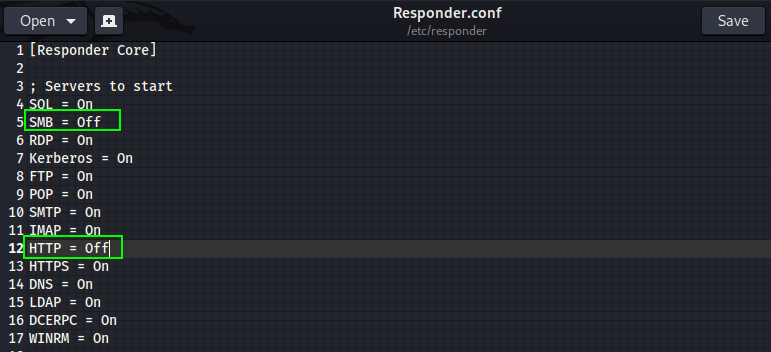 Open
Responder.conf
/etc/responder
Save
1 [Responder Core]
2
3 ; Servers to start
4 SQL = On
5 SMB = Off
6 RDP = On
7 Kerberos = On
8 FTP = On
9 POP = On
10 SMTP = On
11 IMAP = On
12 HTTP = Off
13 HTTPS = On
14 DNS = On
15 LDAP = On
16 DCERPC = On
17 WINRM = On